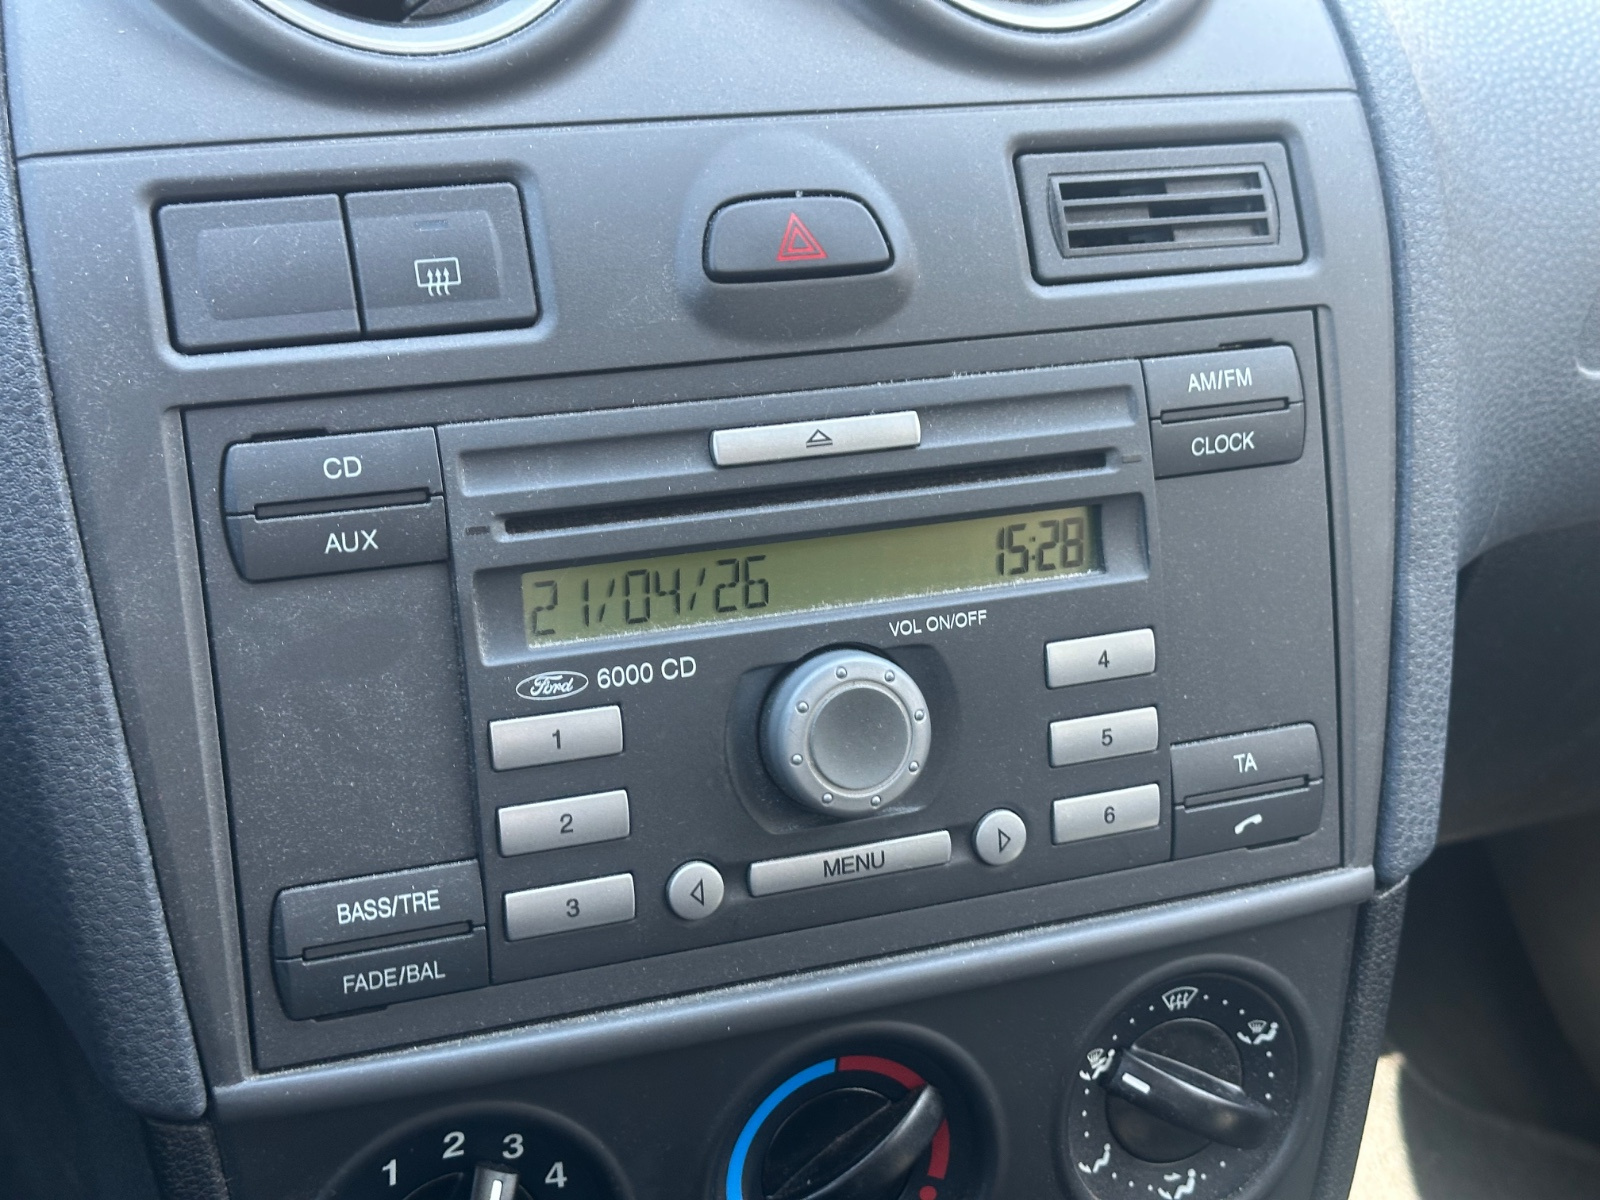 AM/FM
CD
CLOCK
AUX
21/04/26 15:28
VOL ON/OFF
Ford 6000 CD
1
2
3
4
5
6
TA
MENU
BASS/TRE
FADE/BAL
1 2 3 4